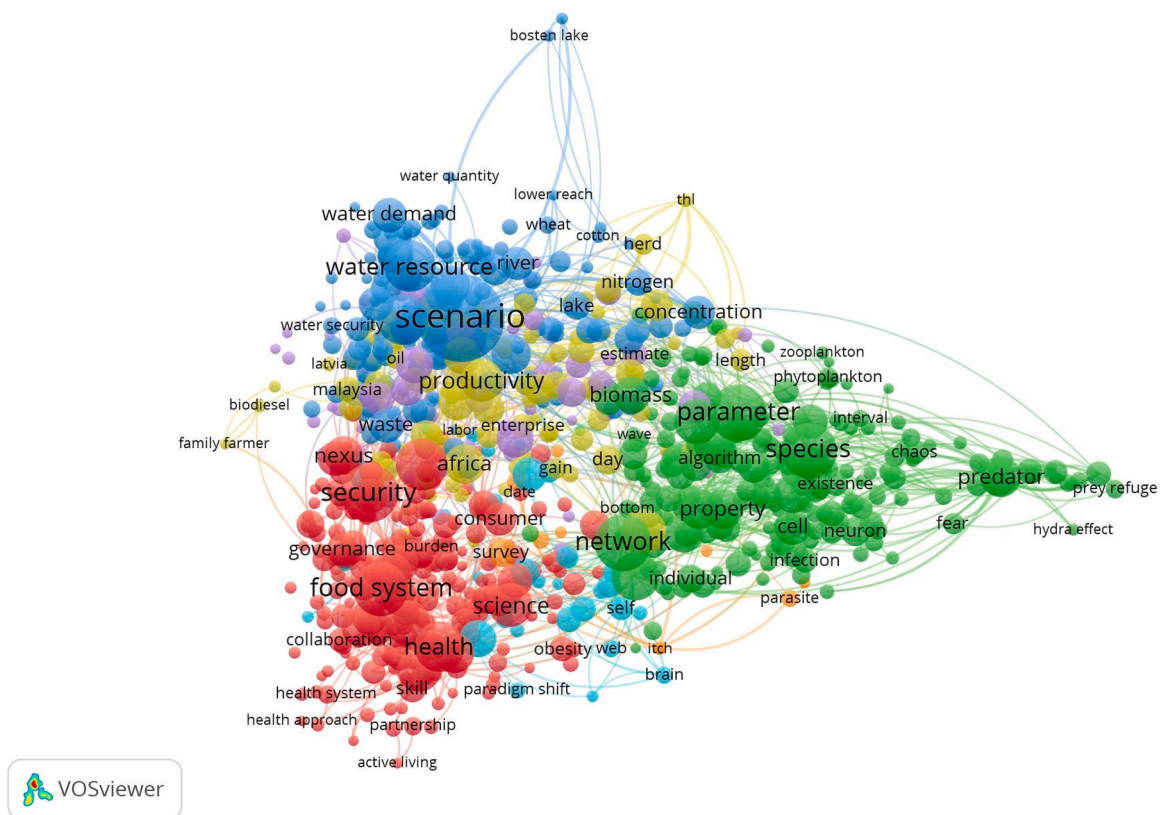 bosten lake
water quantity
lower reach
thl
water demand
wheat
cotton
herd
water resource
river
nitrogen
lake
concentration
scenario
water security
latvia
oil
estimate
length
zooplankton
phytoplankton
malaysia
productivity
biomass
biodiesel
parameter
interval
waste
labor
enterprise
wave
family farmer
nexus
africa
gain
day
algorithm
species
chaos
security
date
existence
predator
prey refuge
consumer
bottom
property
cell
neuron
fear
hydra effect
governance
burden
survey
network
infection
food system
science
individual
self
parasite
collaboration
health
obesity
web
itch
brain
health system
skill
paradigm shift
health approach
partnership
active living
VOSviewer